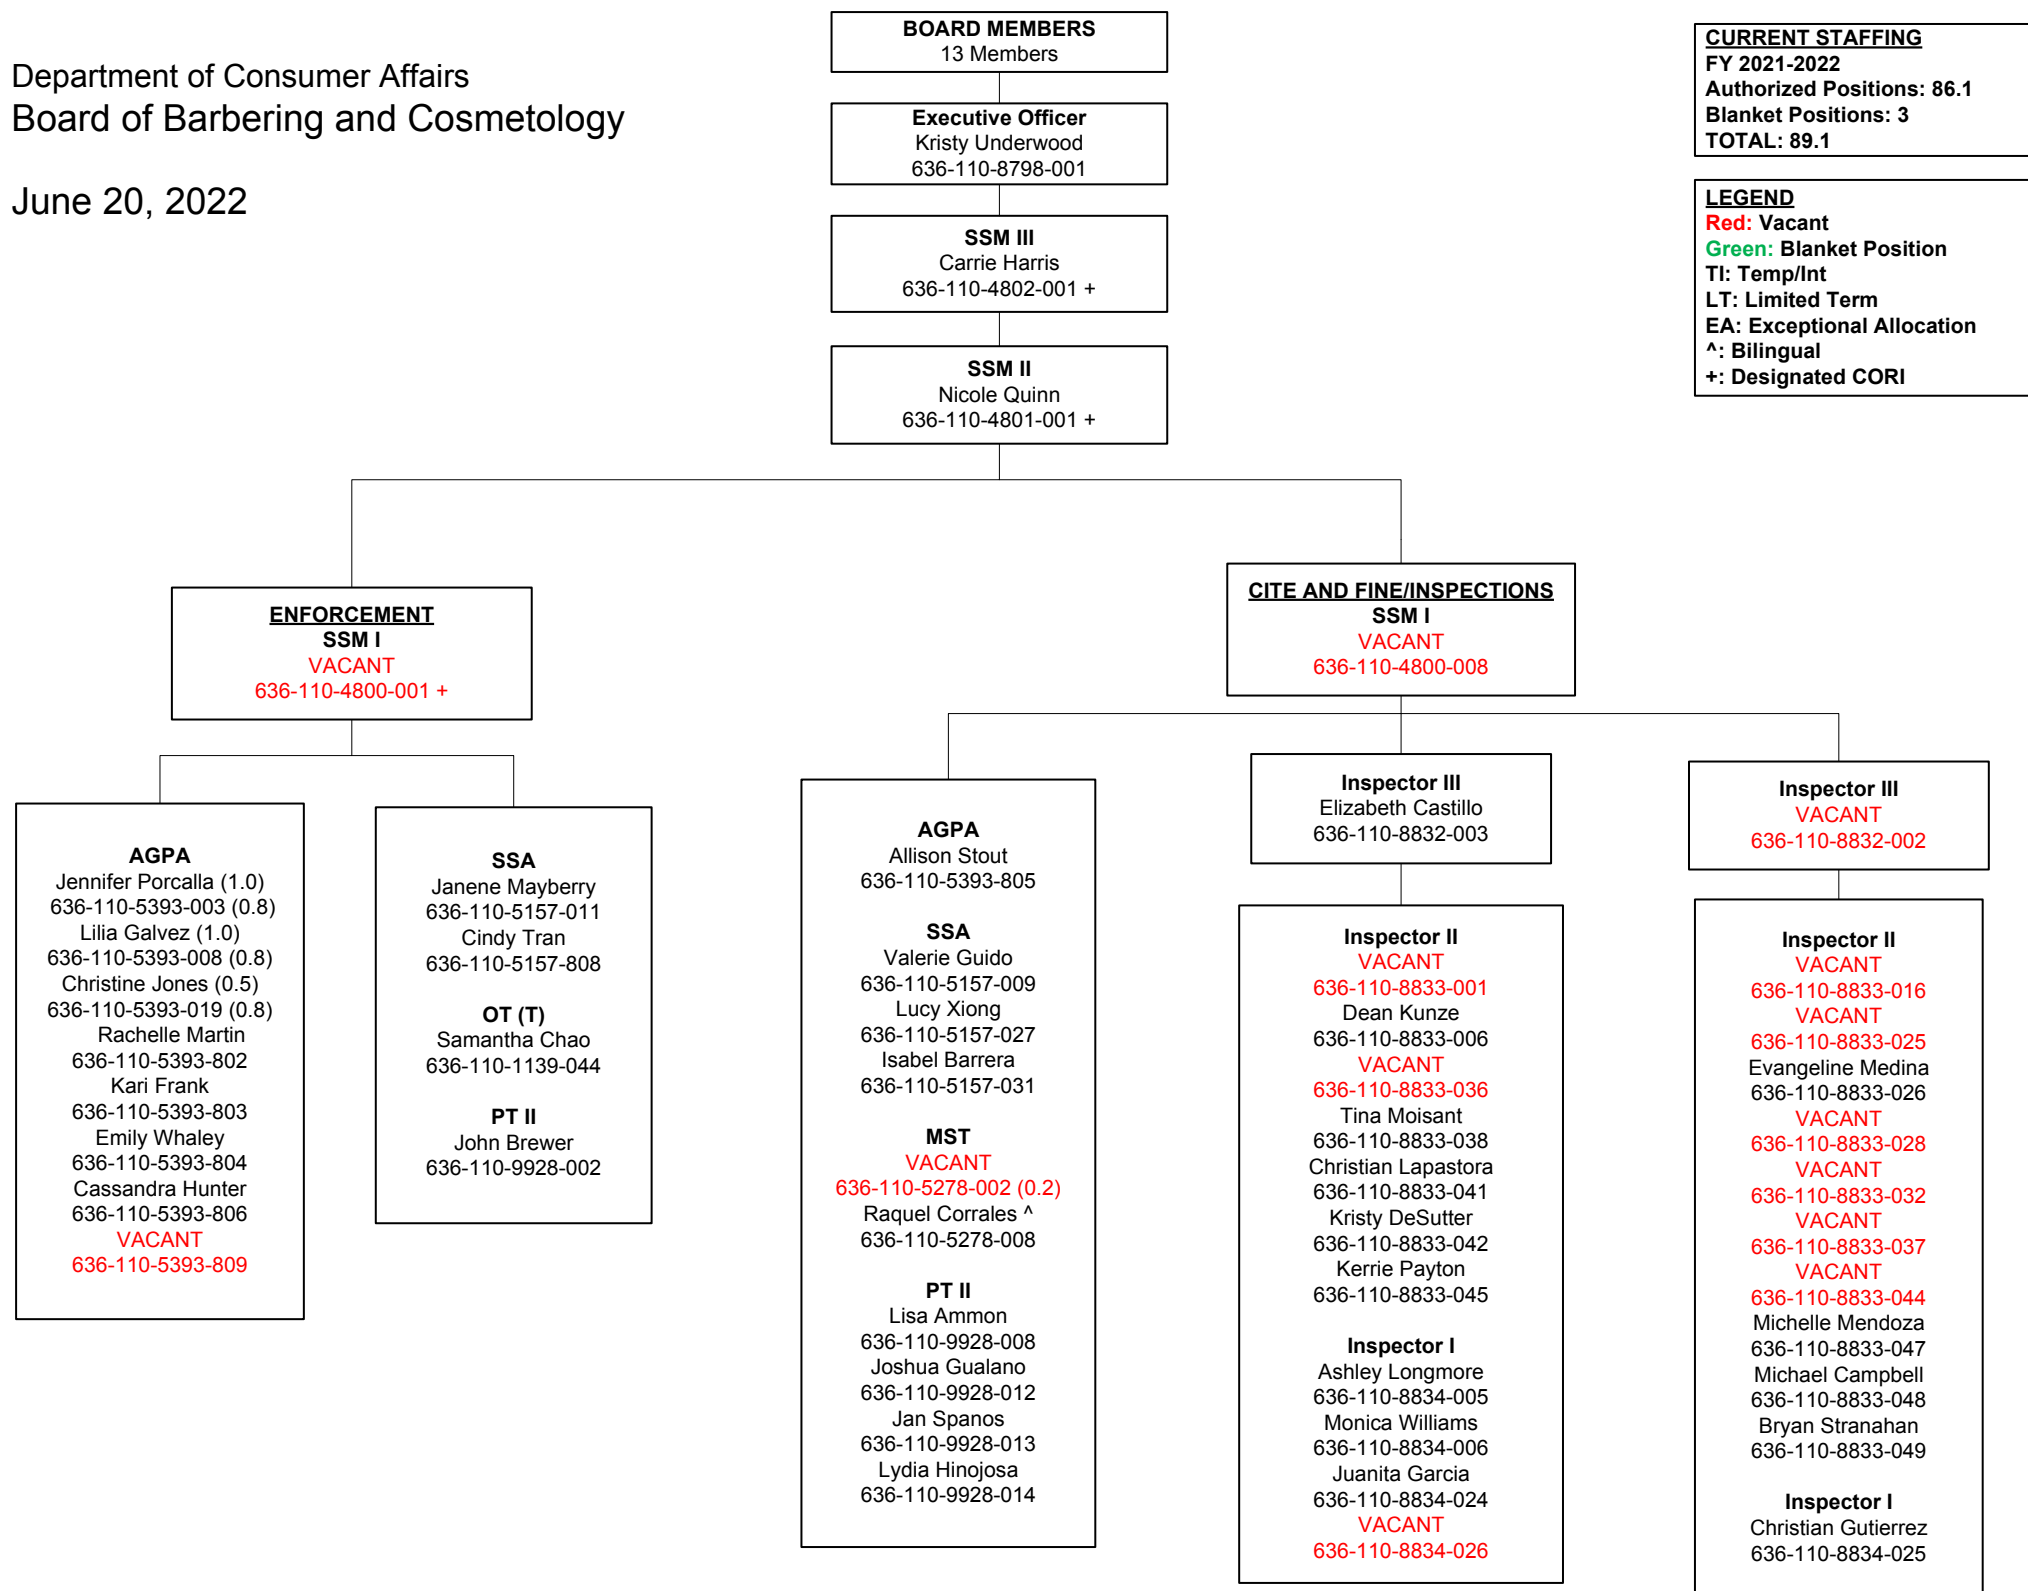 Department of Consumer Affairs
Board of Barbering and Cosmetology
June 20, 2022
BOARD MEMBERS
13 Members
Executive Officer
Kristy Underwood
636-110-8798-001
SSM III
Carrie Harris
636-110-4802-001 +
SSM II
Nicole Quinn
636-110-4801-001 +
CURRENT STAFFING
FY 2021-2022
Authorized Positions: 86.1
Blanket Positions: 3
TOTAL: 89.1
LEGEND
Red: Vacant
Green: Blanket Position
TI: Temp/Int
LT: Limited Term
EA: Exceptional Allocation
^: Bilingual
+: Designated CORI
ENFORCEMENT
SSM I
VACANT
636-110-4800-001 +
CITE AND FINE/INSPECTIONS
SSM I
VACANT
636-110-4800-008
AGPA
Jennifer Porcalla (1.0)
636-110-5393-003 (0.8)
Lilia Galvez (1.0)
636-110-5393-008 (0.8)
Christine Jones (0.5)
636-110-5393-019 (0.8)
Rachelle Martin
636-110-5393-802
Kari Frank
636-110-5393-803
Emily Whaley
636-110-5393-804
Cassandra Hunter
636-110-5393-806
VACANT
636-110-5393-809
SSA
Janene Mayberry
636-110-5157-011
Cindy Tran
636-110-5157-808
OT (T)
Samantha Chao
636-110-1139-044
PT II
John Brewer
636-110-9928-002
AGPA
Allison Stout
636-110-5393-805
SSA
Valerie Guido
636-110-5157-009
Lucy Xiong
636-110-5157-027
Isabel Barrera
636-110-5157-031
MST
VACANT
636-110-5278-002 (0.2)
Raquel Corrales ^
636-110-5278-008
PT II
Lisa Ammon
636-110-9928-008
Joshua Gualano
636-110-9928-012
Jan Spanos
636-110-9928-013
Lydia Hinojosa
636-110-9928-014
Inspector III
Elizabeth Castillo
636-110-8832-003
Inspector II
VACANT
636-110-8833-001
Dean Kunze
636-110-8833-006
VACANT
636-110-8833-036
Tina Moisant
636-110-8833-038
Christian Lapastora
636-110-8833-041
Kristy DeSutter
636-110-8833-042
Kerrie Payton
636-110-8833-045
Inspector I
Ashley Longmore
636-110-8834-005
Monica Williams
636-110-8834-006
Juanita Garcia
636-110-8834-024
VACANT
636-110-8834-026
Inspector III
VACANT
636-110-8832-002
Inspector II
VACANT
636-110-8833-016
VACANT
636-110-8833-025
Evangeline Medina
636-110-8833-026
VACANT
636-110-8833-028
VACANT
636-110-8833-032
VACANT
636-110-8833-037
VACANT
636-110-8833-044
Michelle Mendoza
636-110-8833-047
Michael Campbell
636-110-8833-048
Bryan Stranahan
636-110-8833-049
Inspector I
Christian Gutierrez
636-110-8834-025